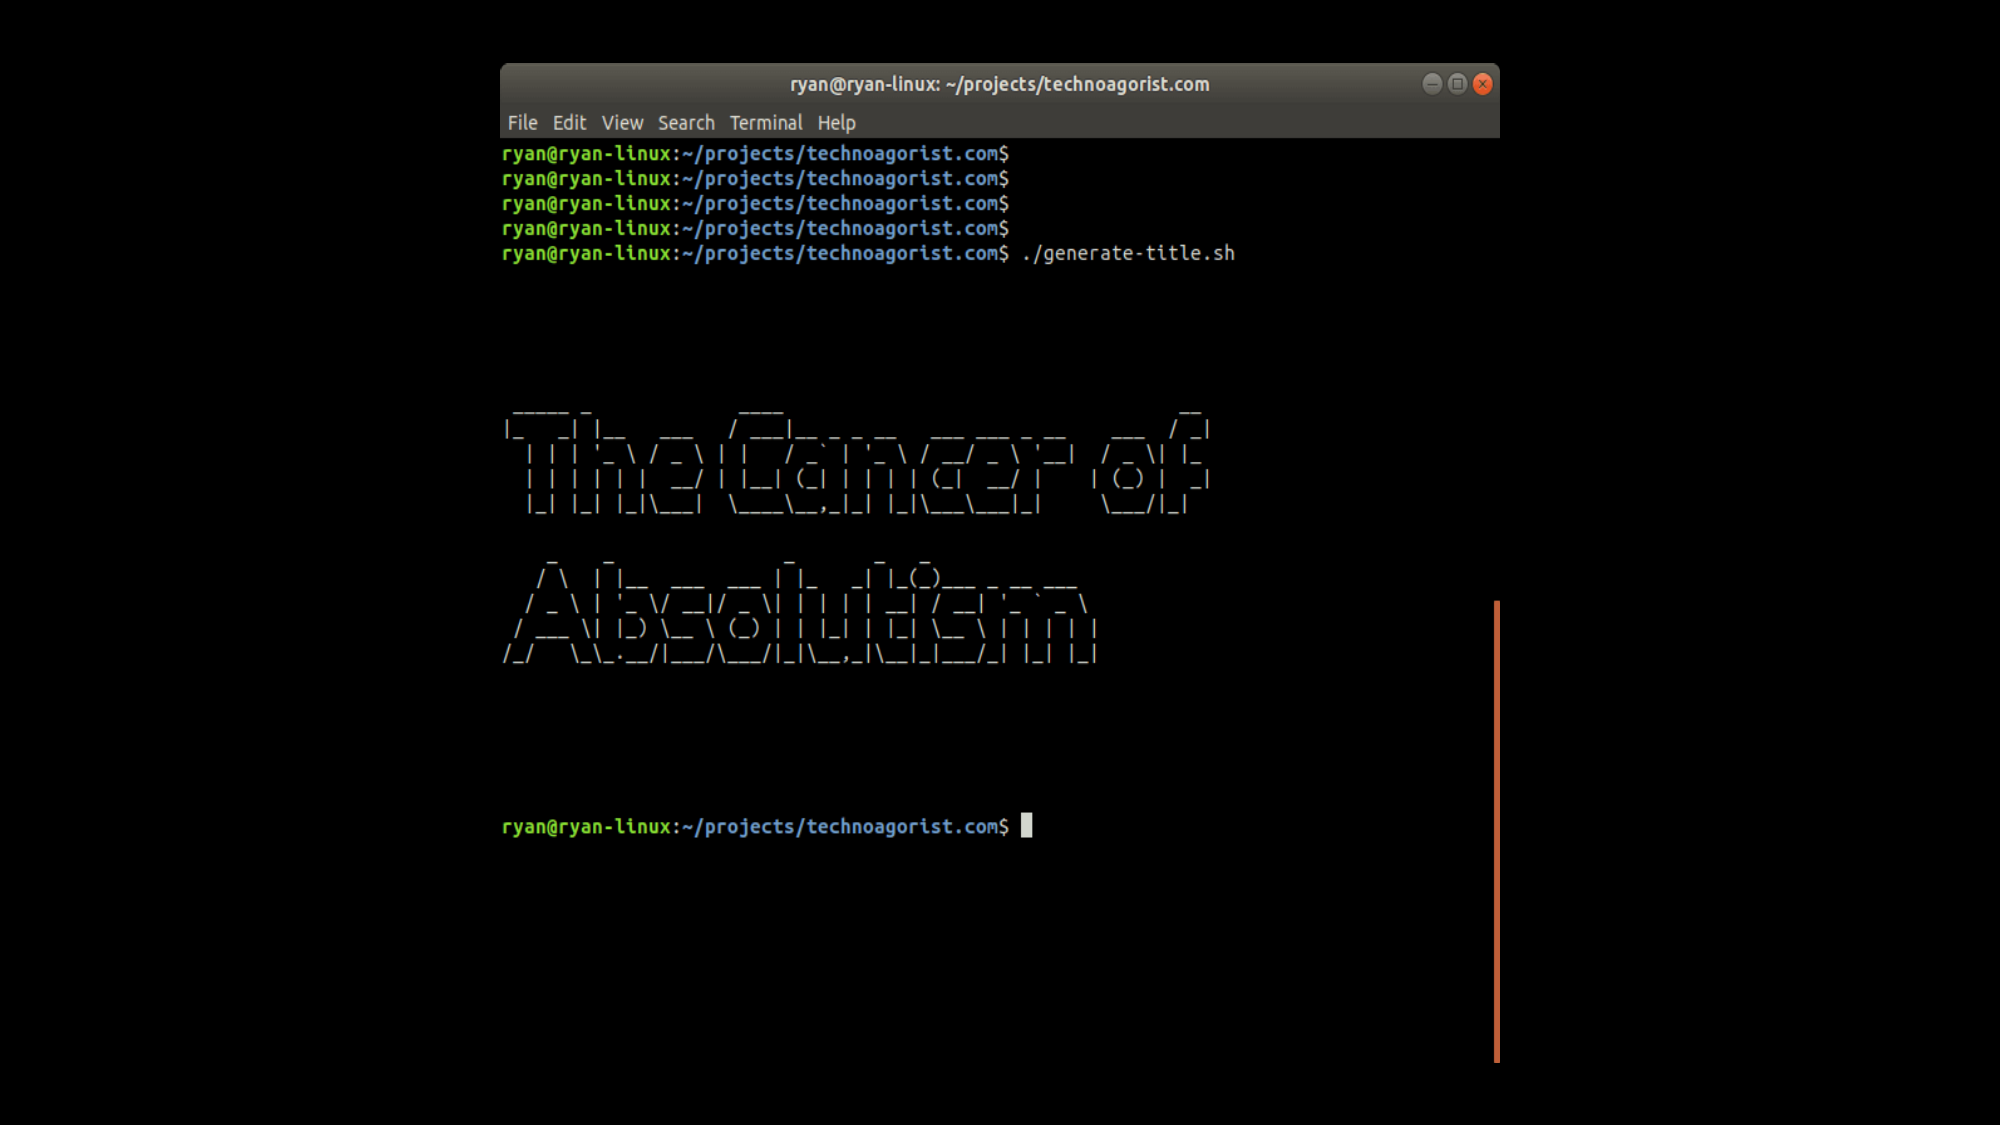 ryan@ryan-linux: ~/projects/technoagorist.com
File Edit View Search Terminal Help
ryan@ryan-linux:~/projects/technoagorist.com$
ryan@ryan-linux:~/projects/technoagorist.com$
ryan@ryan-linux:~/projects/technoagorist.com$
ryan@ryan-linux:~/projects/technoagorist.com$
ryan@ryan-linux:~/projects/technoagorist.com$ ./generate-title.sh
The Cancer of
Absolutism
ryan@ryan-linux:~/projects/technoagorist.com$